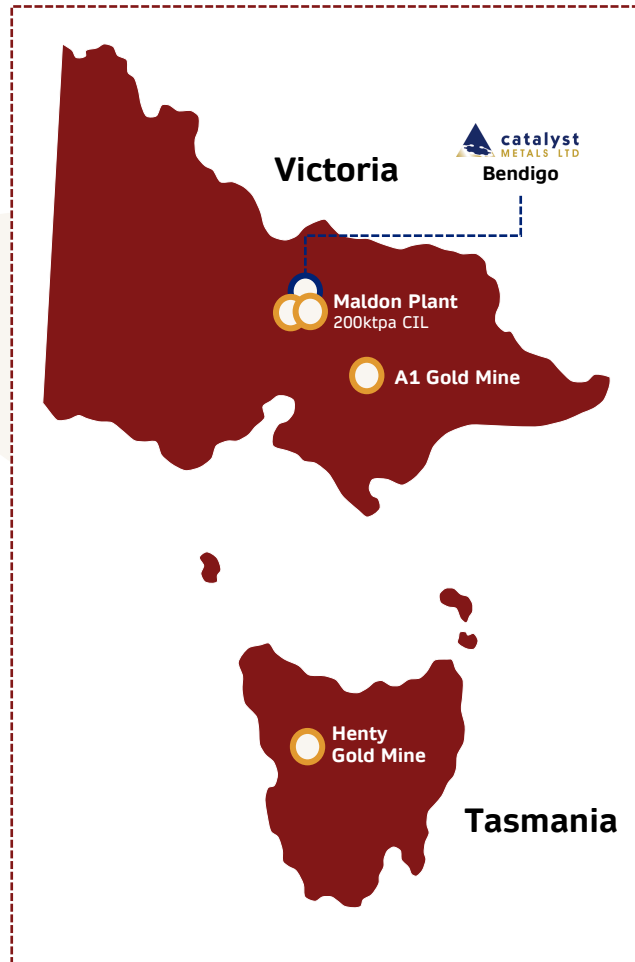 Victoria
catalyst
METALS LTD
Bendigo
Maldon Plant
200ktpa CIL
A1 Gold Mine
Henty
Gold Mine
Tasmania